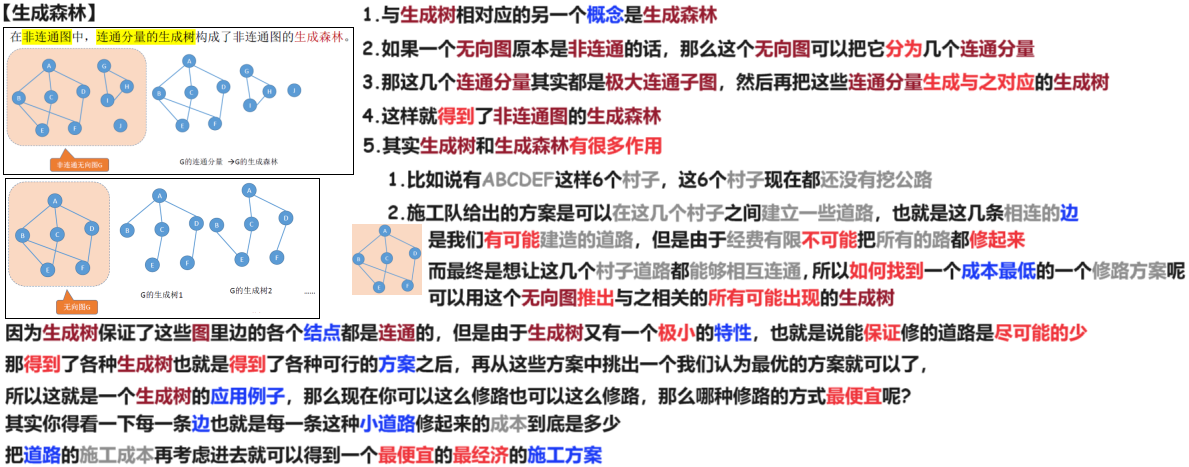 【生成森林】
在非连通图中，连通分量的生成树构成了非连通图的生成森林。
A
B
C
D
E
F
G
H
I
J
A
B
C
D
E
F
G
H
I
J
非连通无向图G
G的连通分量 →G的生成森林
A
B
C
D
E
F
A
B
C
D
E
F
A
B
C
D
E
F
无向图G
G的生成树1
G的生成树2
……
1.与生成树相对应的另一个概念是生成森林
2.如果一个无向图原本是非连通的话，那么这个无向图可以把它分为几个连通分量
3.那这几个连通分量其实都是极大连通子图，然后再把这些连通分量生成与之对应的生成树
4.这样就得到了非连通图的生成森林
5.其实生成树和生成森林有很多作用
1.比如说有ABCDEF这样6个村子，这6个村子现在都还没有挖公路
2.施工队给出的方案是可以在这几个村子之间建立一些道路，也就是这几条相连的边
A
B
C
D
E
F
是我们有可能建造的道路，但是由于经费有限不可能把所有的路都修起来
而最终是想让这几个村子道路都能够相互连通，所以如何找到一个成本最低的一个修路方案呢
可以用这个无向图推出与之相关的所有可能出现的生成树
因为生成树保证了这些图里边的各个结点都是连通的，但是由于生成树又有一个极小的特性，也就是说能保证修的道路是尽可能的少
那得到了各种生成树也就是得到了各种可行的方案之后，再从这些方案中挑出一个我们认为最优的方案就可以了，
所以这就是一个生成树的应用例子，那么现在你可以这么修路也可以这么修路，那么哪种修路的方式最便宜呢?
其实你得看一下每一条边也就是每一条这种小道路修起来的成本到底是多少
把道路的施工成本再考虑进去就可以得到一个最便宜的最经济的施工方案